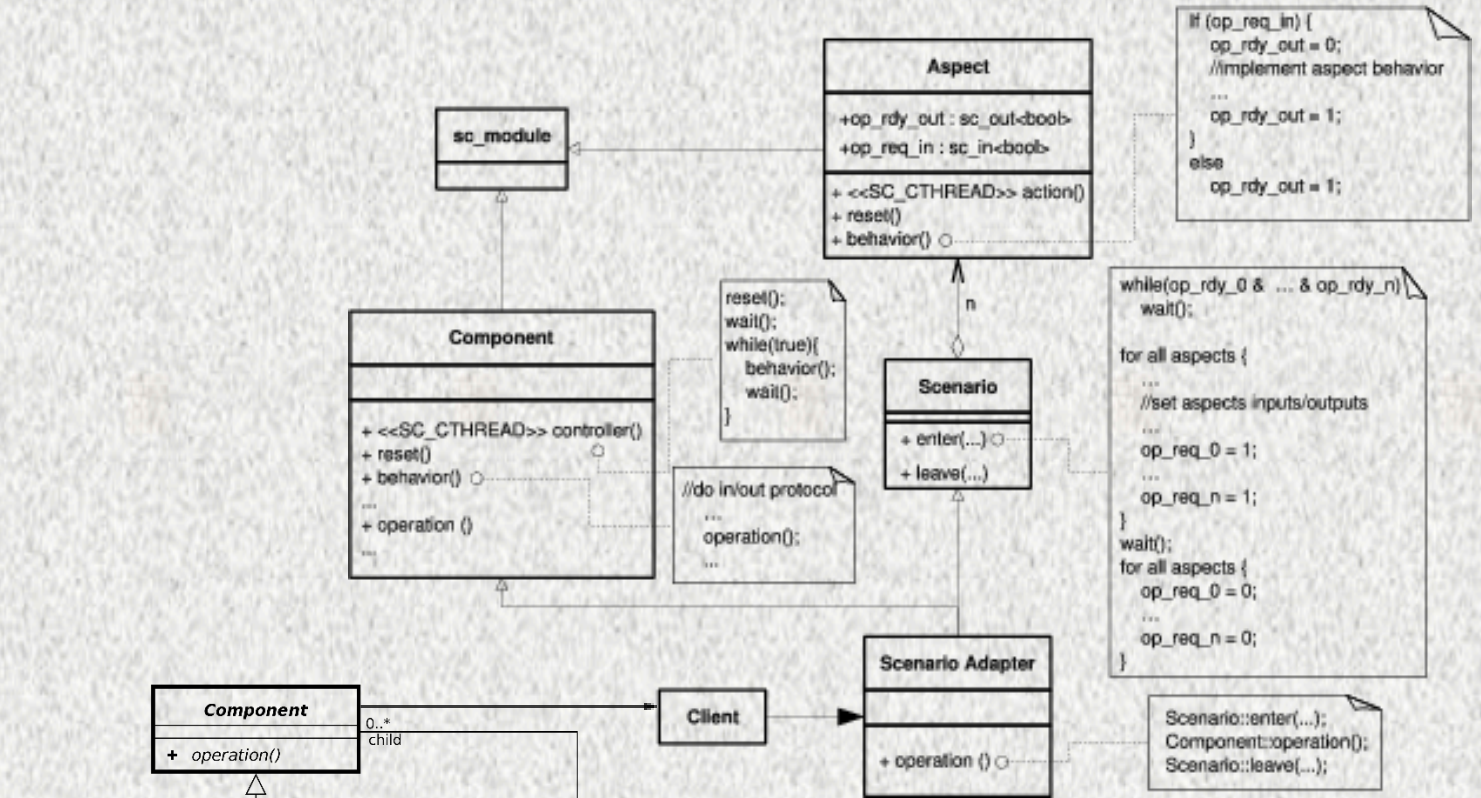 If (op_req_in) {
op_rdy_out = 0;
//implement aspect behavior
...
op_rdy_out = 1;
}
else
op_rdy_out = 1;
Aspect
+op_rdy_out : sc_out<bool>
+op_req_in : sc_in<bool>
+ <<SC_CTHREAD>> action()
+ reset()
+ behavior()
sc_module
n
Component
+ <<SC_CTHREAD>> controller()
+ reset()
+ behavior()
...
+ operation ()
...
reset();
wait();
while(true){
behavior();
wait();
}
//do in/out protocol
...
operation();
...
Scenario
+ enter(...)
+ leave(...)
while(op_rdy_0 & ... & op_rdy_n)
wait();
for all aspects {
...
//set aspects inputs/outputs
...
op_req_0 = 1;
...
op_req_n = 1;
}
wait();
for all aspects {
op_req_0 = 0;
...
op_req_n = 0;
}
Component
+ operation()
0..*
child
Client
Scenario Adapter
+ operation ()
Scenario::enter(...);
Component::operation();
Scenario::leave(...);